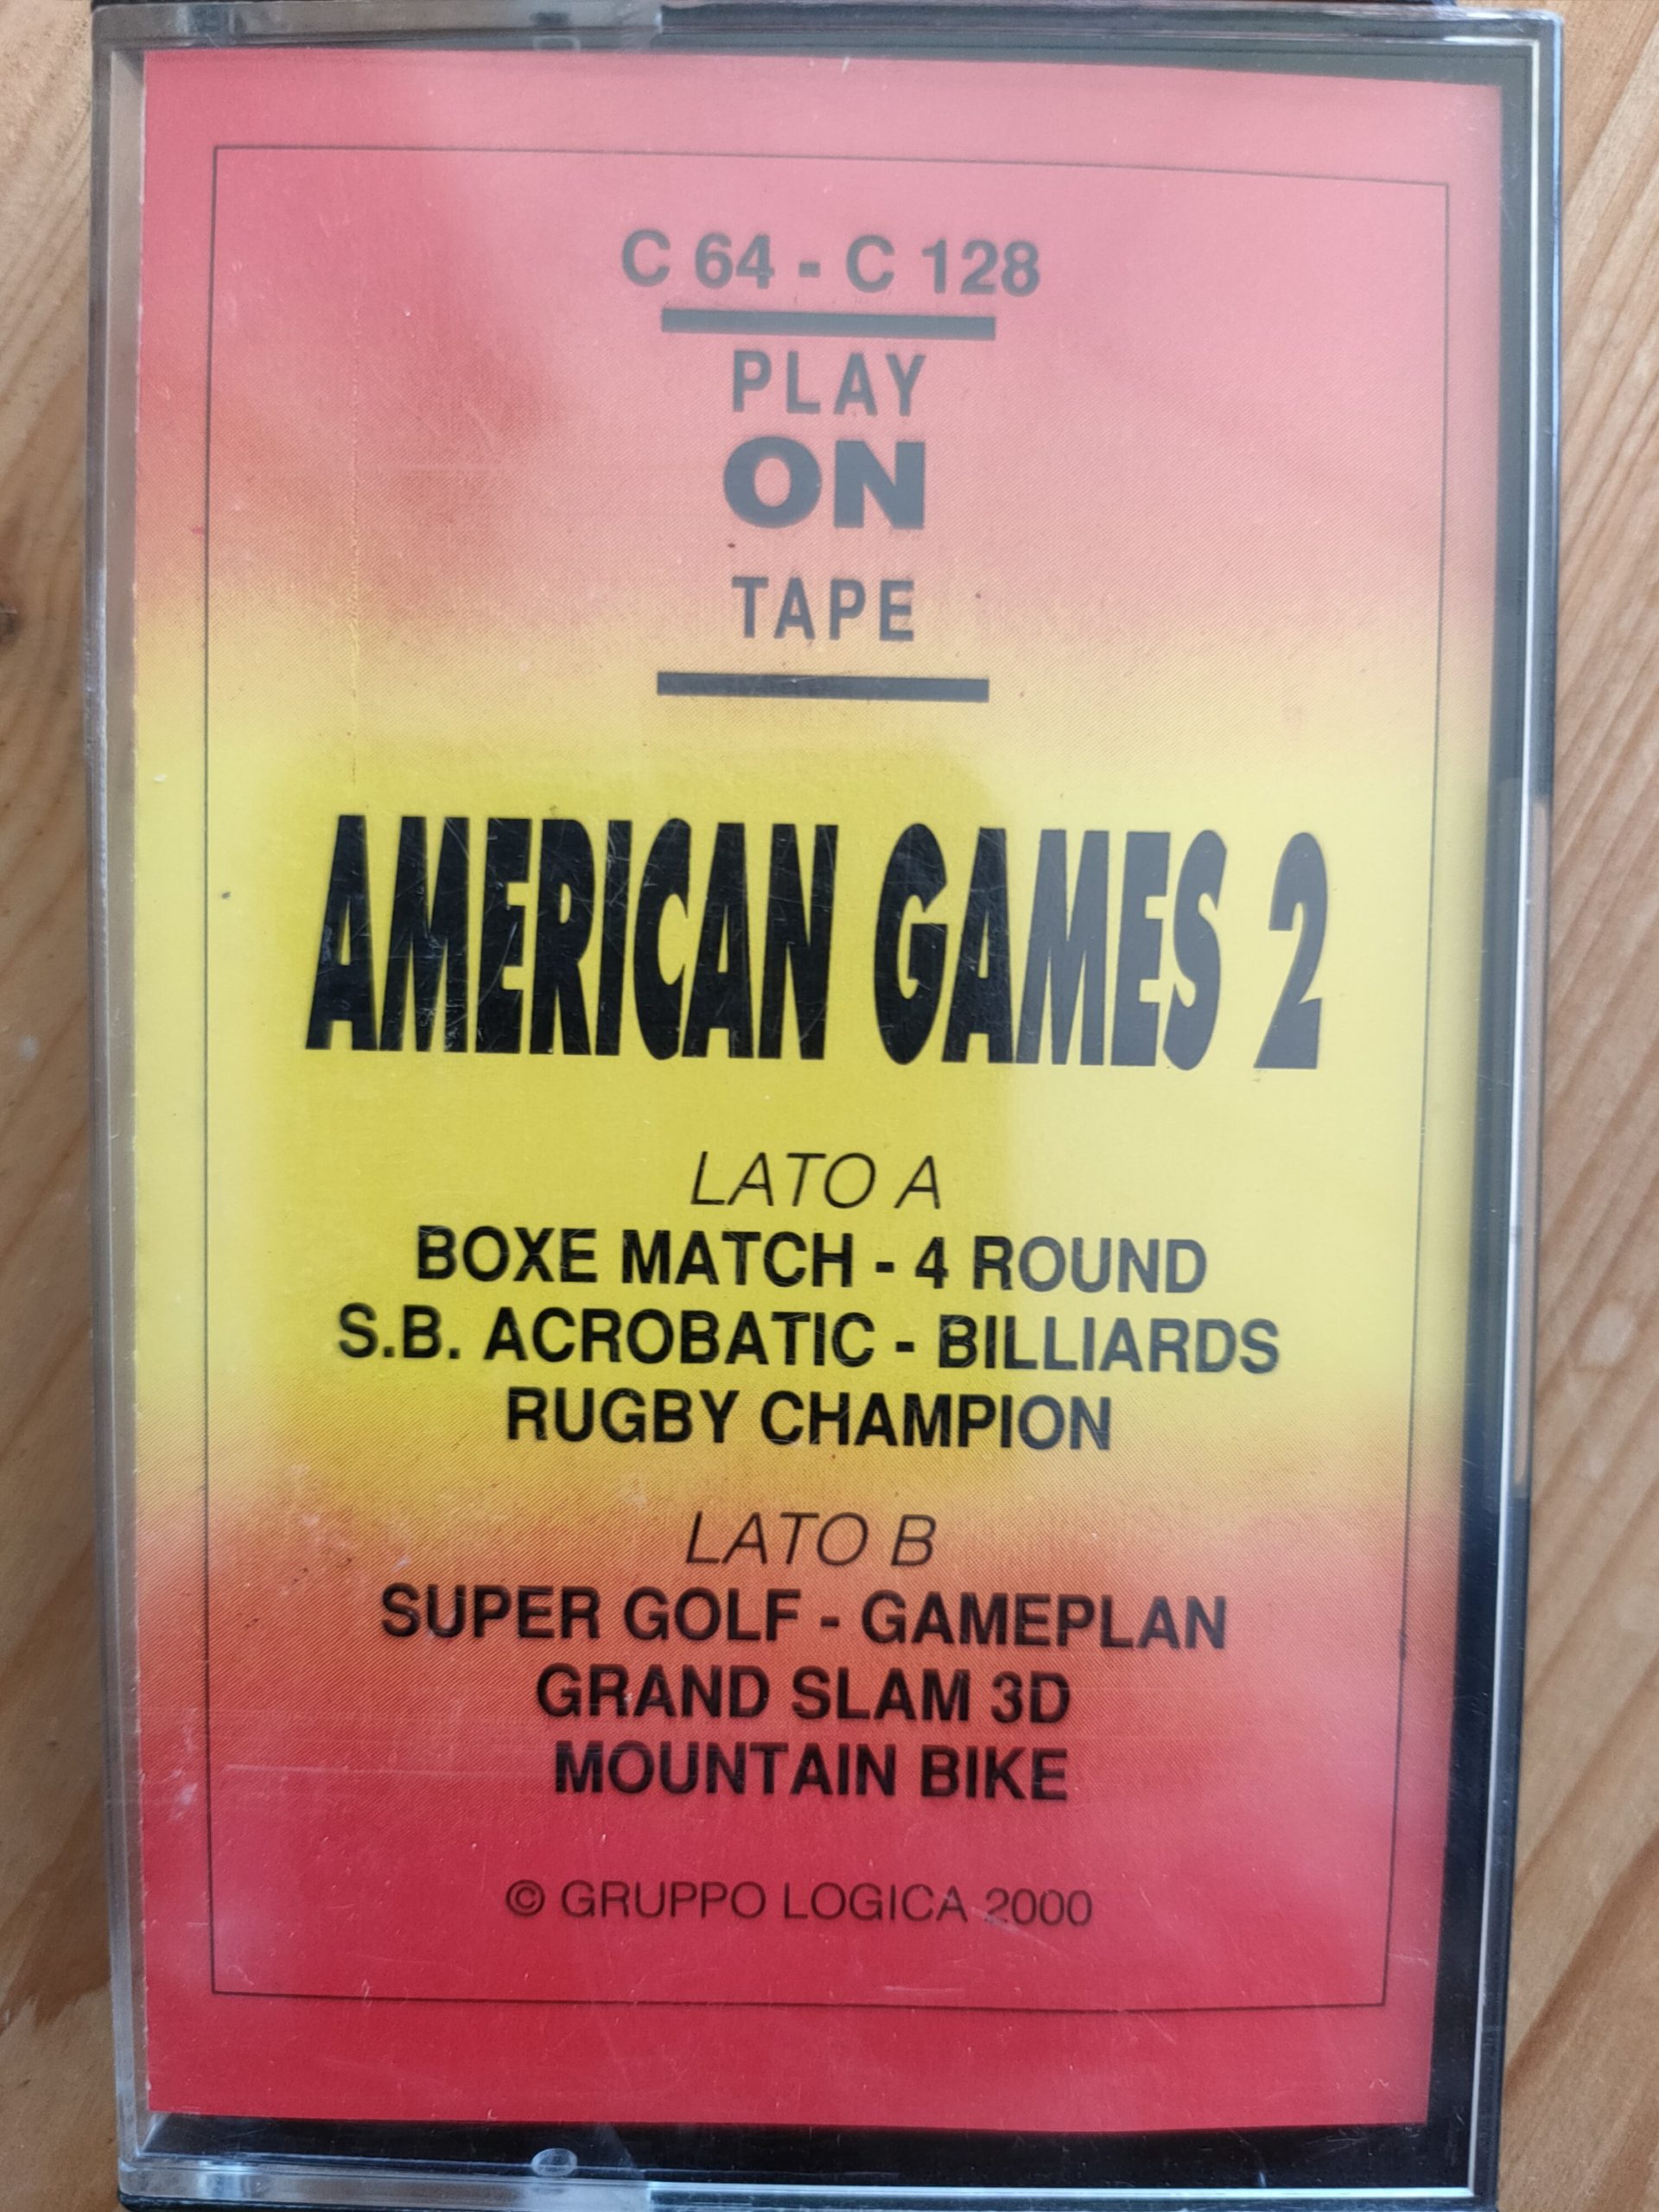 C 64 - C 128
PLAY
ON
TAPE
AMERICAN GAMES 2
LATO A
BOXE MATCH - 4 ROUND
S.B. ACROBATIC - BILLIARDS
RUGBY CHAMPION
LATO B
SUPER GOLF - GAMEPLAN
GRAND SLAM 3D
MOUNTAIN BIKE
© GRUPPO LOGICA 2000